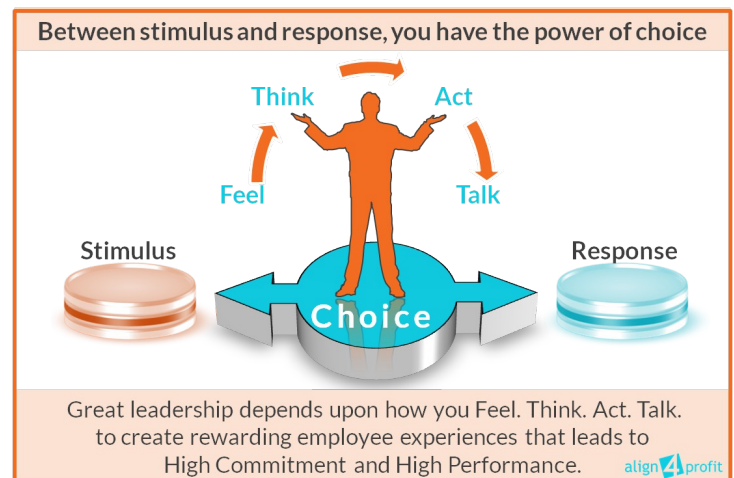 Between stimulus and response, you have the power of choice
Think
Act
Feel
Talk
Stimulus
Response
Choice
Great leadership depends upon how you Feel. Think. Act. Talk.
to create rewarding employee experiences that leads to
High Commitment and High Performance.
align4profit